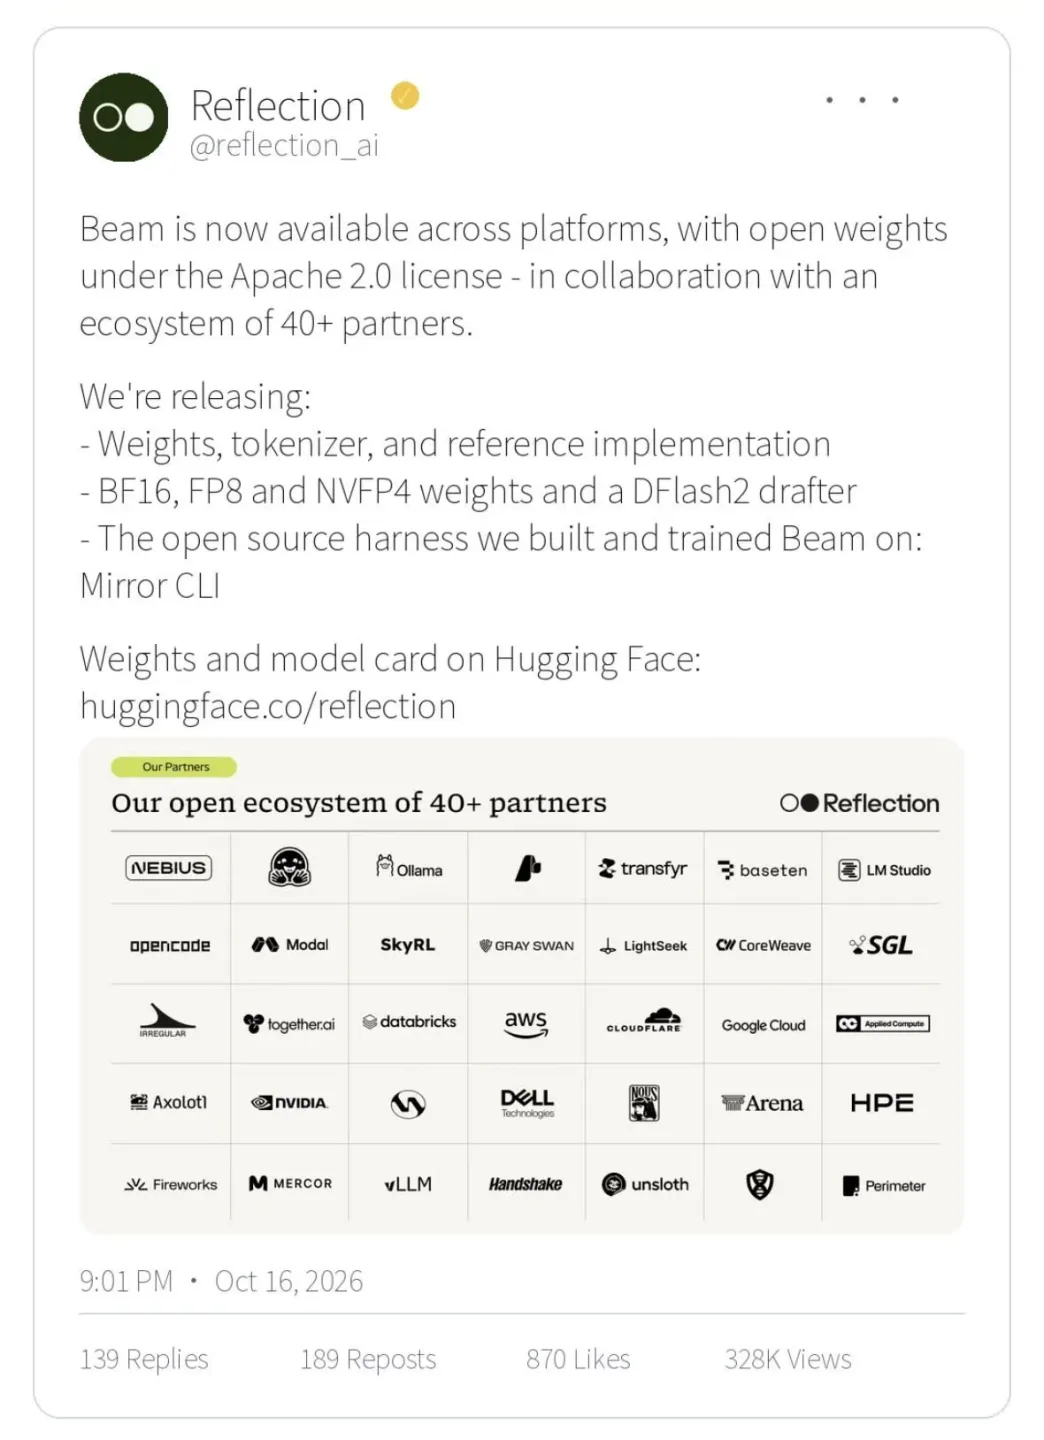 Reflection
@reflection_ai
Beam is now available across platforms, with open weights
under the Apache 2.0 license - in collaboration with an
ecosystem of 40+ partners.
We're releasing:
- Weights, tokenizer, and reference implementation
- BF16, FP8 and NVFP4 weights and a DFlash2 drafter
- The open source harness we built and trained Beam on:
Mirror CLI
Weights and model card on Hugging Face:
huggingface.co/reflection
Our Partners
Our open ecosystem of 40+ partners
Reflection
NEBIUS
Ollama
transfyr
baseten
LM Studio
opencode
Modal
SkyRL
GRAY SWAN
LightSeek
CW CoreWeave
SGL
IRREGULAR
together.ai
databricks
aws
CLOUDFLARE
Google Cloud
Applied Compute
Axolotl
NVIDIA
DELL
Technologies
NOUS
Arena
HPE
Fireworks
MERCOR
vLLM
Handshake
unsloth
Perimeter
9:01 PM · Oct 16, 2026
139 Replies 189 Reposts 870 Likes 328K Views